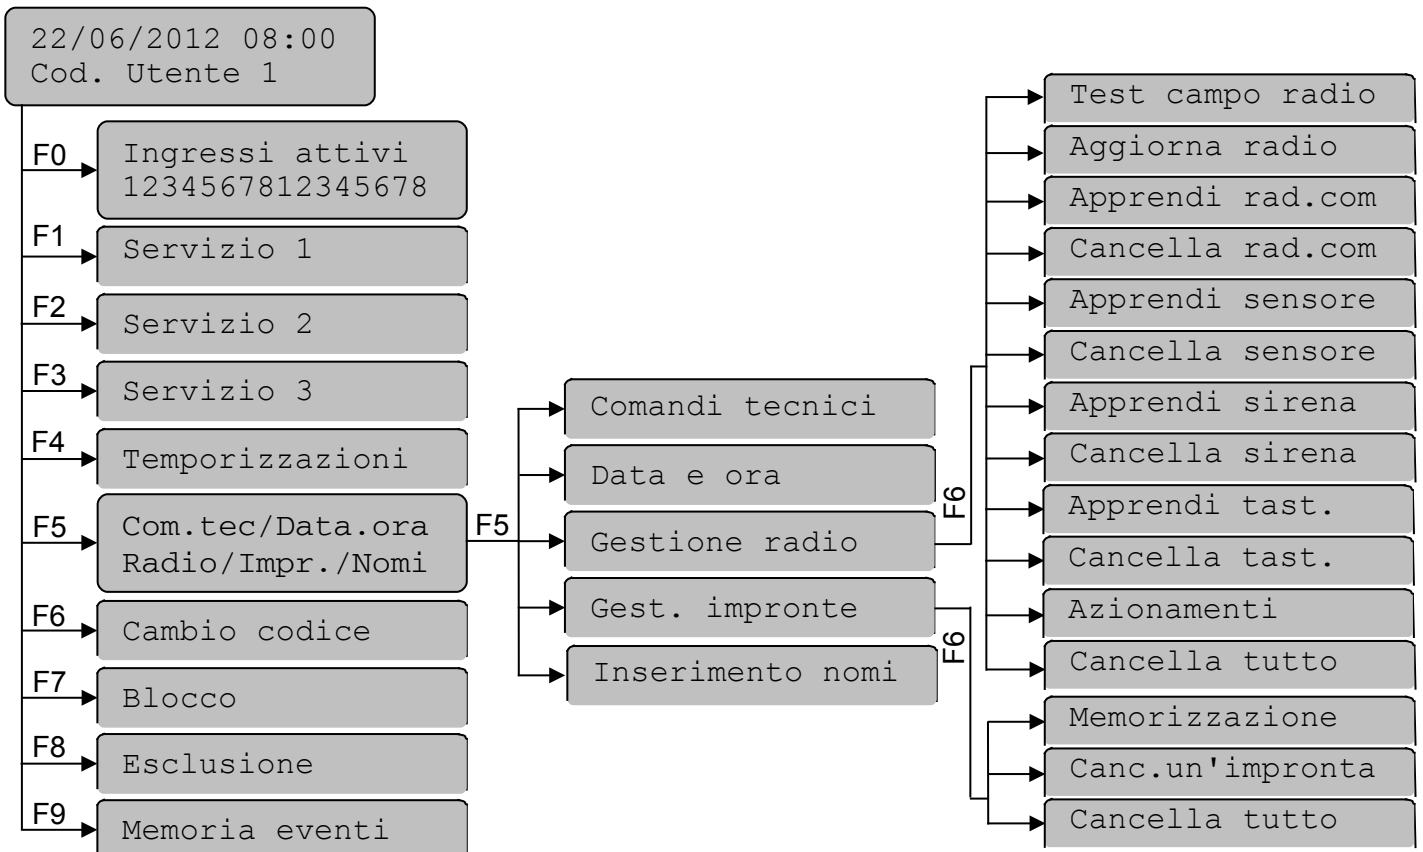 22/06/2012 08:00
Cod. Utente 1
F0
Ingressi attivi
1234567812345678
F1
Servizio 1
F2
Servizio 2
F3
Servizio 3
F4
Temporizzazioni
F5
Com.tec/Data.ora
Radio/Impr./Nomi
F6
Cambio codice
F7
Blocco
F8
Esclusione
F9
Memoria eventi
F5
Comandi tecnici
Data e ora
Gestione radio
Gest. impronte
Inserimento nomi
F6
Test campo radio
Aggiorna radio
Apprendi rad.com
Cancella rad.com
Apprendi sensore
Cancella sensore
Apprendi sirena
Cancella sirena
Apprendi tast.
Cancella tast.
Azionamenti
Cancella tutto
F6
Memorizzazione
Canc.un'impronta
Cancella tutto